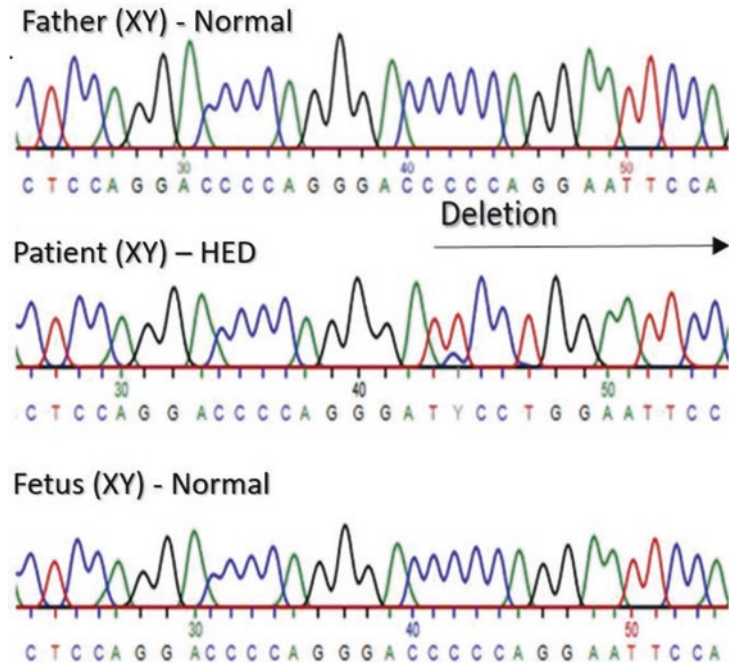 Father (XY) - Normal
30 40 50
C T C C A G G A C C C C A G G G A C C C C C A G G A A T T C C A
Deletion
Patient (XY) – HED
30 40 50
C T C C A G G A C C C C A G G G A T Y C C T G G A A T T C C
Fetus (XY) - Normal
30 40 50
C T C C A G G A C C C C A G G G A C C C C C A G G A A T T C C A